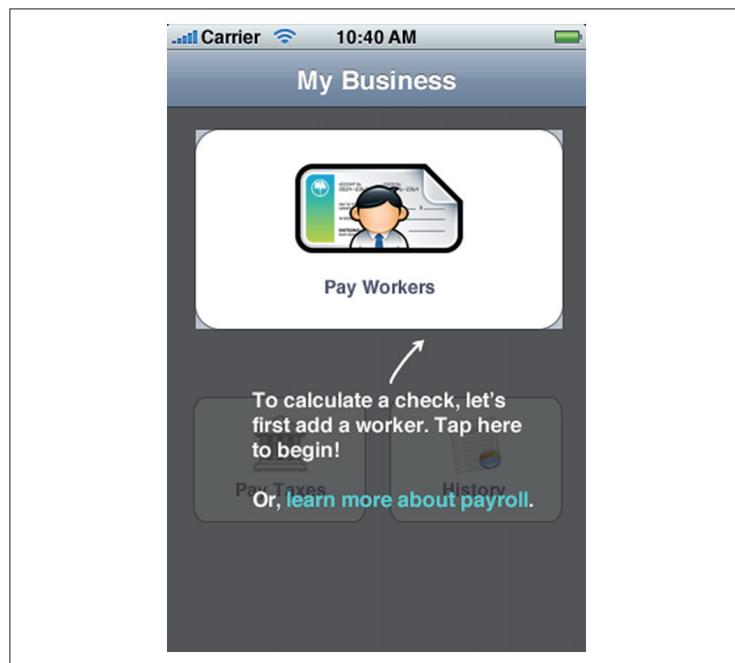 Carrier 10:40 AM
My Business
Pay Workers
To calculate a check, let's
first add a worker. Tap here
to begin!
Pay Taxes
History
Or, learn more about payroll.